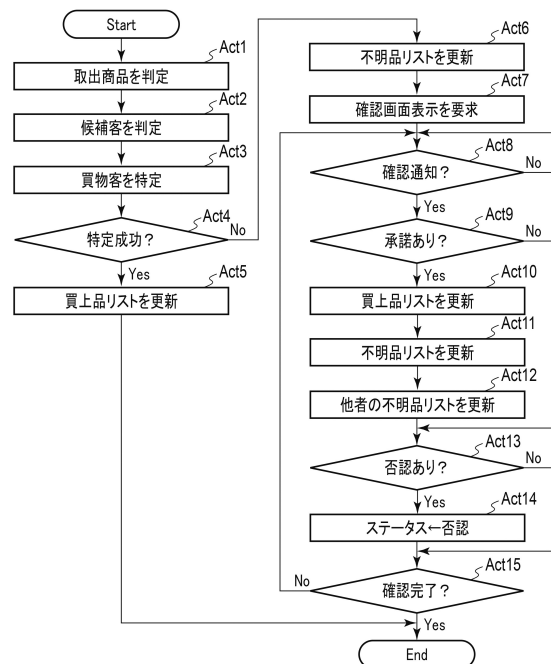 Start
Act1
取出商品を判定
Act2
候補客を判定
Act3
買物客を特定
Act4
特定成功？
No
Yes
Act5
買上品リストを更新
Act6
不明品リストを更新
Act7
確認画面表示を要求
Act8
確認通知？
No
Yes
Act9
承諾あり？
No
Yes
Act10
買上品リストを更新
Act11
不明品リストを更新
Act12
他者の不明品リストを更新
Act13
否認あり？
No
Yes
Act14
ステータス←否認
Act15
確認完了？
No
Yes
End